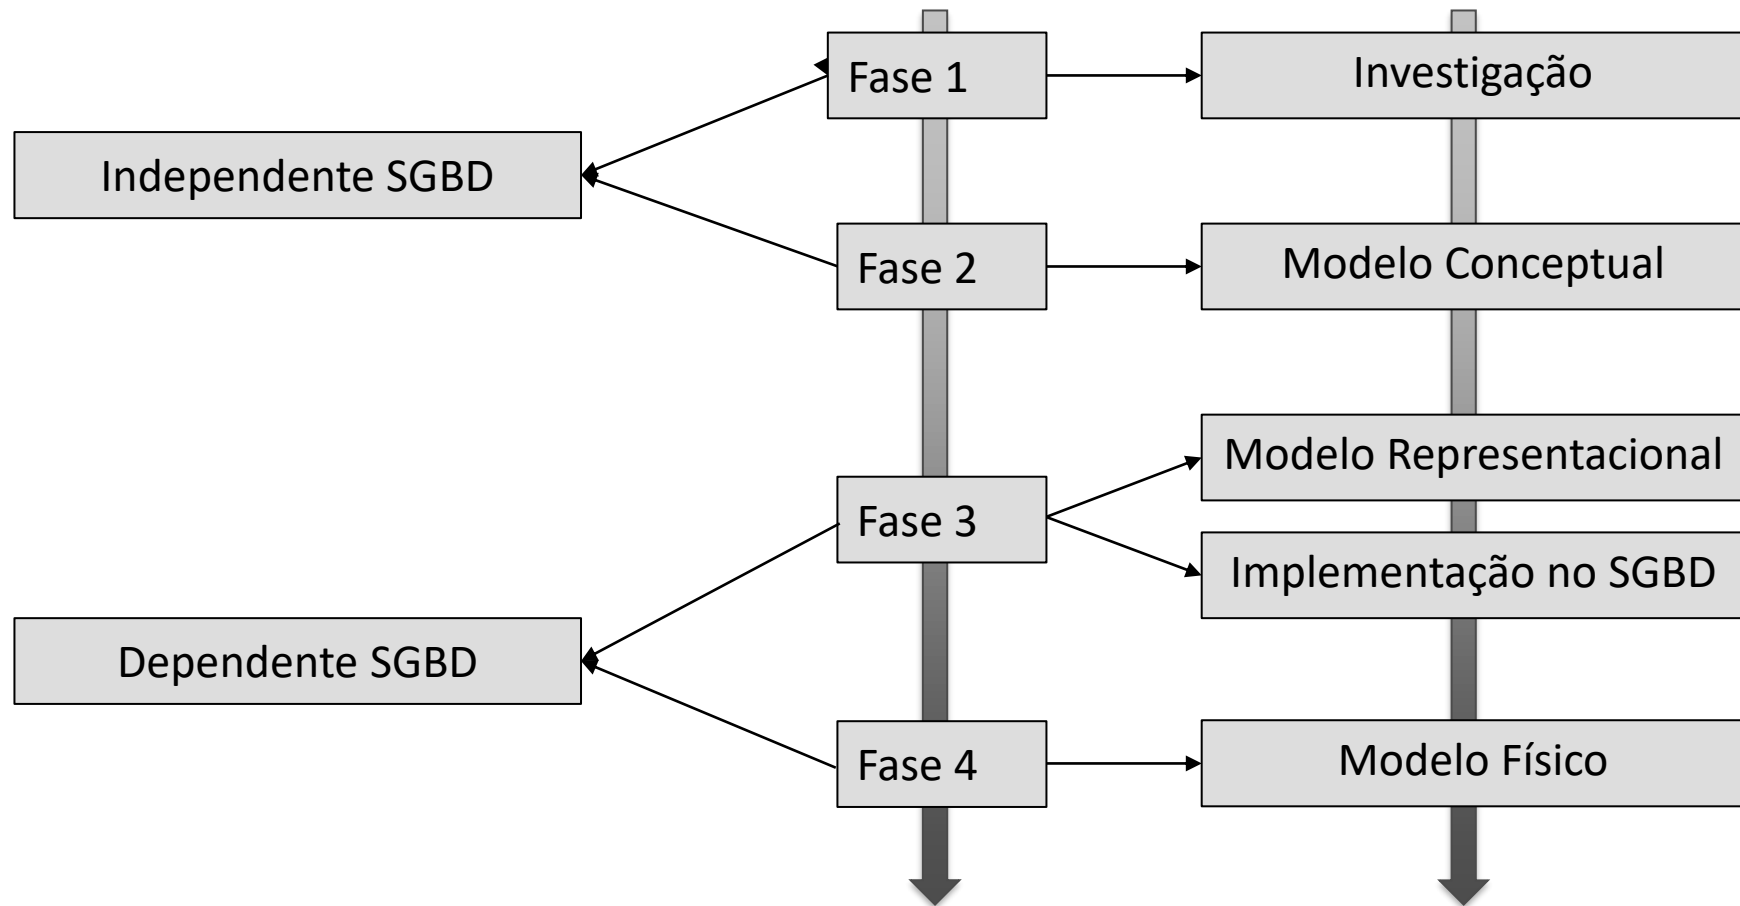 Fase 1
Investigação
Independente SGBD
Fase 2
Modelo Conceptual
Modelo Representacional
Fase 3
Implementação no SGBD
Dependente SGBD
Fase 4
Modelo Físico